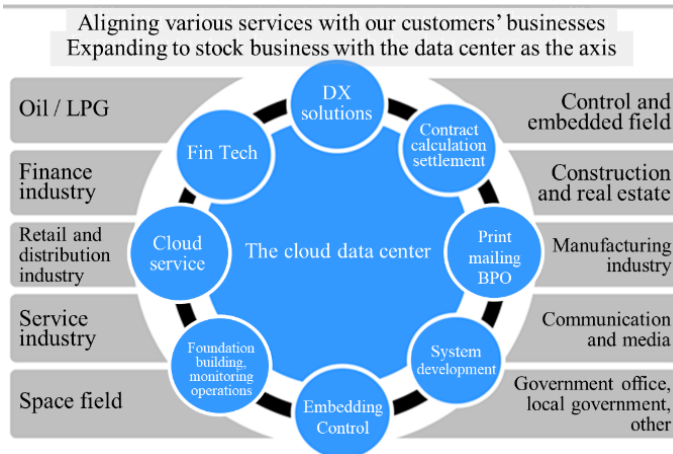 Aligning various services with our customers’ businesses
Expanding to stock business with the data center as the axis
Oil / LPG
Finance
industry
Retail and
distribution
industry
Service
industry
Space field
DX
solutions
Fin Tech
Contract
calculation
settlement
Cloud
service
The cloud data center
Print
mailing
BPO
Foundation
building,
monitoring
operations
System
development
Embedding
Control
Control and
embedded field
Construction
and real estate
Manufacturing
industry
Communication
and media
Government office,
local government,
other